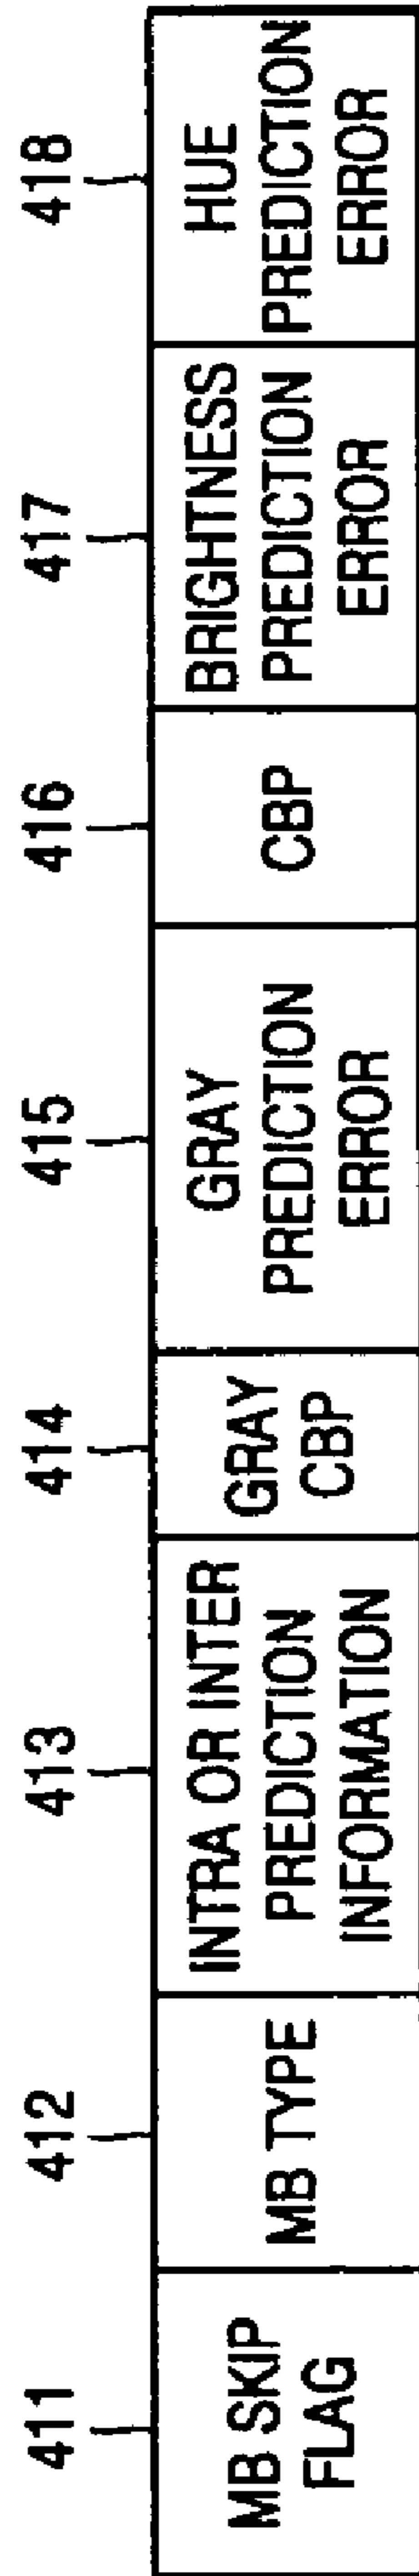 411
412
413
414
415
416
417
418
MB SKIP
FLAG
MB TYPE
INTRA OR INTER
PREDICTION
INFORMATION
GRAY
CBP
GRAY
PREDICTION
ERROR
CBP
BRIGHTNESS
PREDICTION
ERROR
HUE
PREDICTION
ERROR